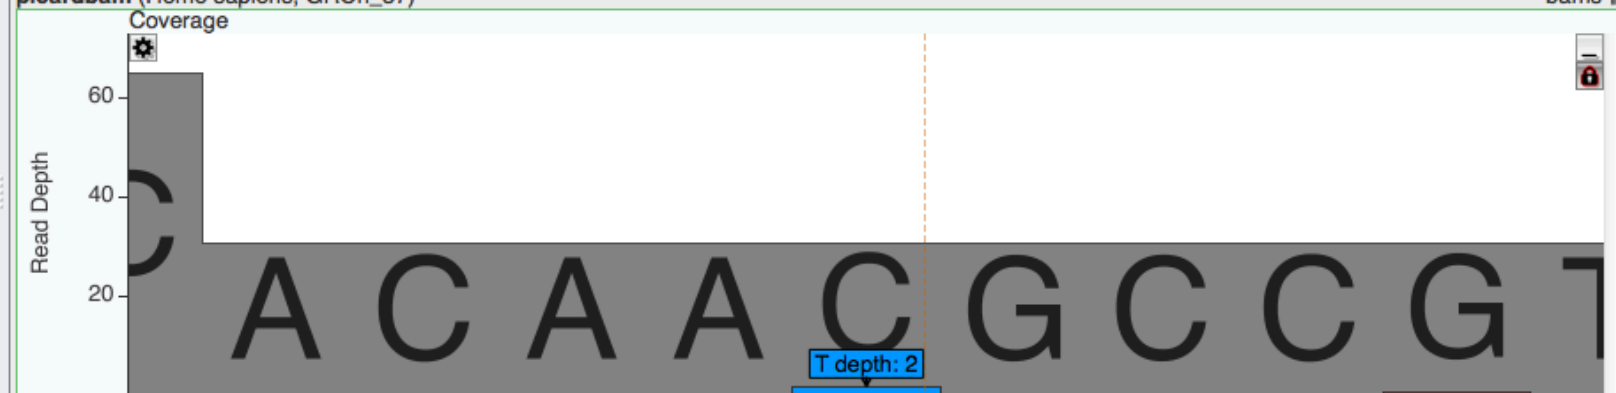 Coverage
60
40
20
Read Depth
C A C A A C G C C G T
T depth: 2